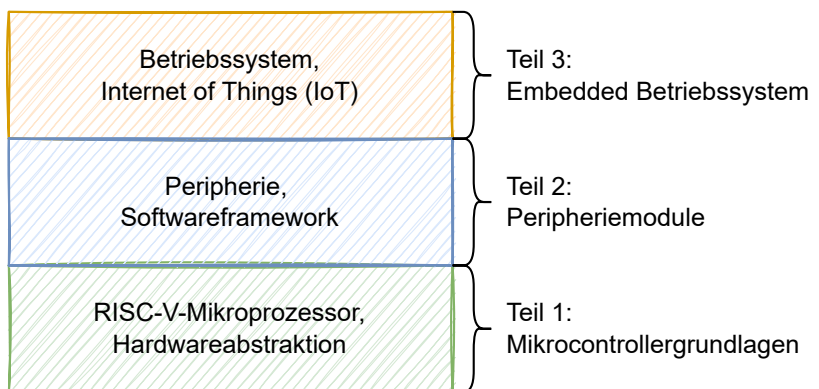 Betriebssystem,
Internet of Things (IoT)
Teil 3:
Embedded Betriebssystem
Peripherie,
Softwareframework
Teil 2:
Peripheriemodule
RISC-V-Mikroprozessor,
Hardwareabstraktion
Teil 1:
Mikrocontrollergrundlagen